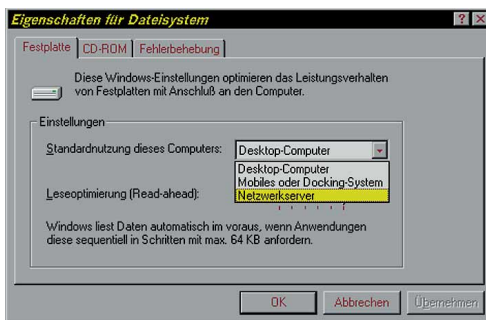 Eigenschaften für Dateisystem
Festplatte CD-ROM Fehlerbehebung
Diese Windows-Einstellungen optimieren das Leistungsverhalten
von Festplatten mit Anschluß an den Computer.
Einstellungen
Standardnutzung dieses Computers: Desktop-Computer
Desktop-Computer
Mobiles oder Docking-System
Leseoptimierung (Read-ahead): Netzwerkserver
Windows liest Daten automatisch im voraus, wenn Anwendungen
diese sequentiell in Schritten mit max. 64 KB anfordern.
OK Abbrechen Übernehmen